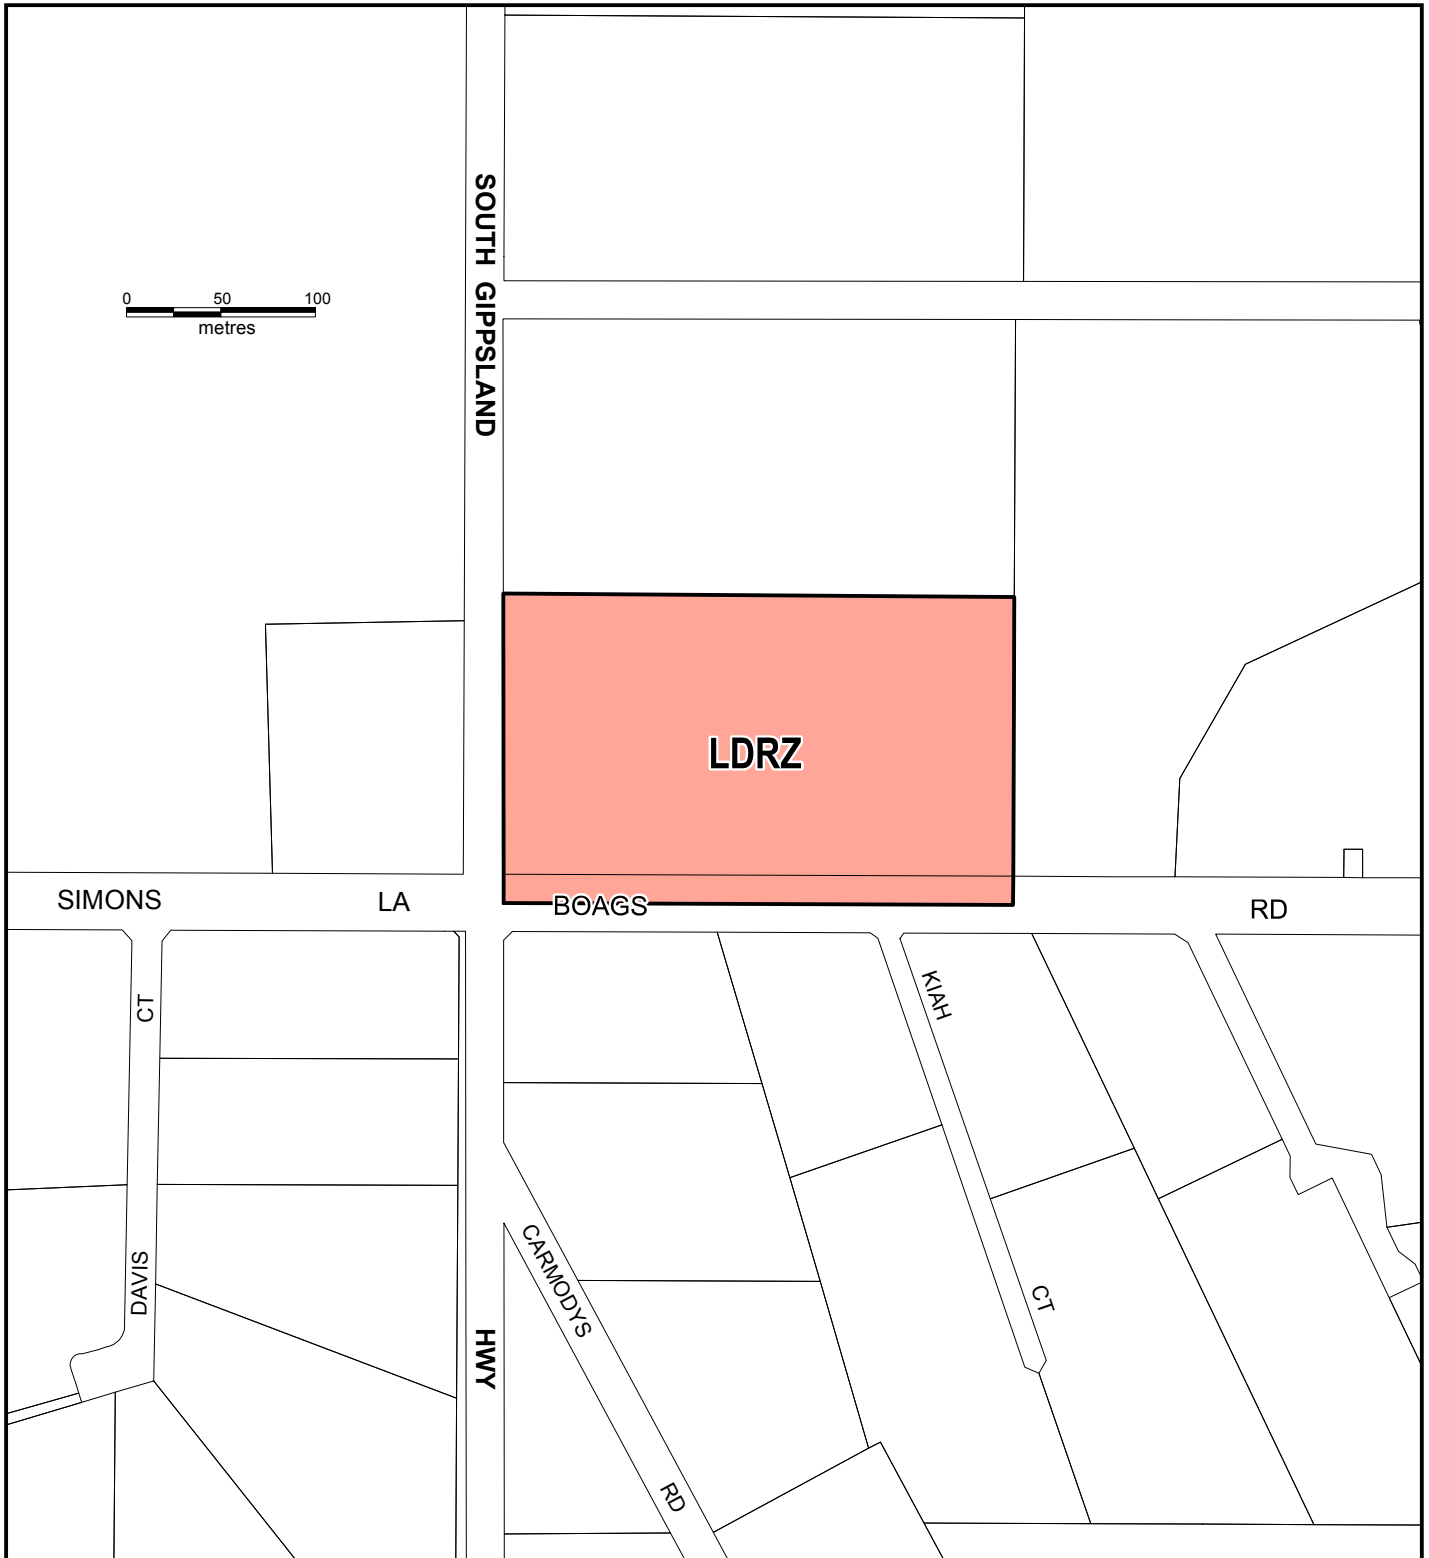 SOUTH GIPPSLAND
0 50 100
metres
LDRZ
SIMONS LA BOAGS RD
CT
KIAH
DAVIS
CARMODYS
CT
HWY
RD